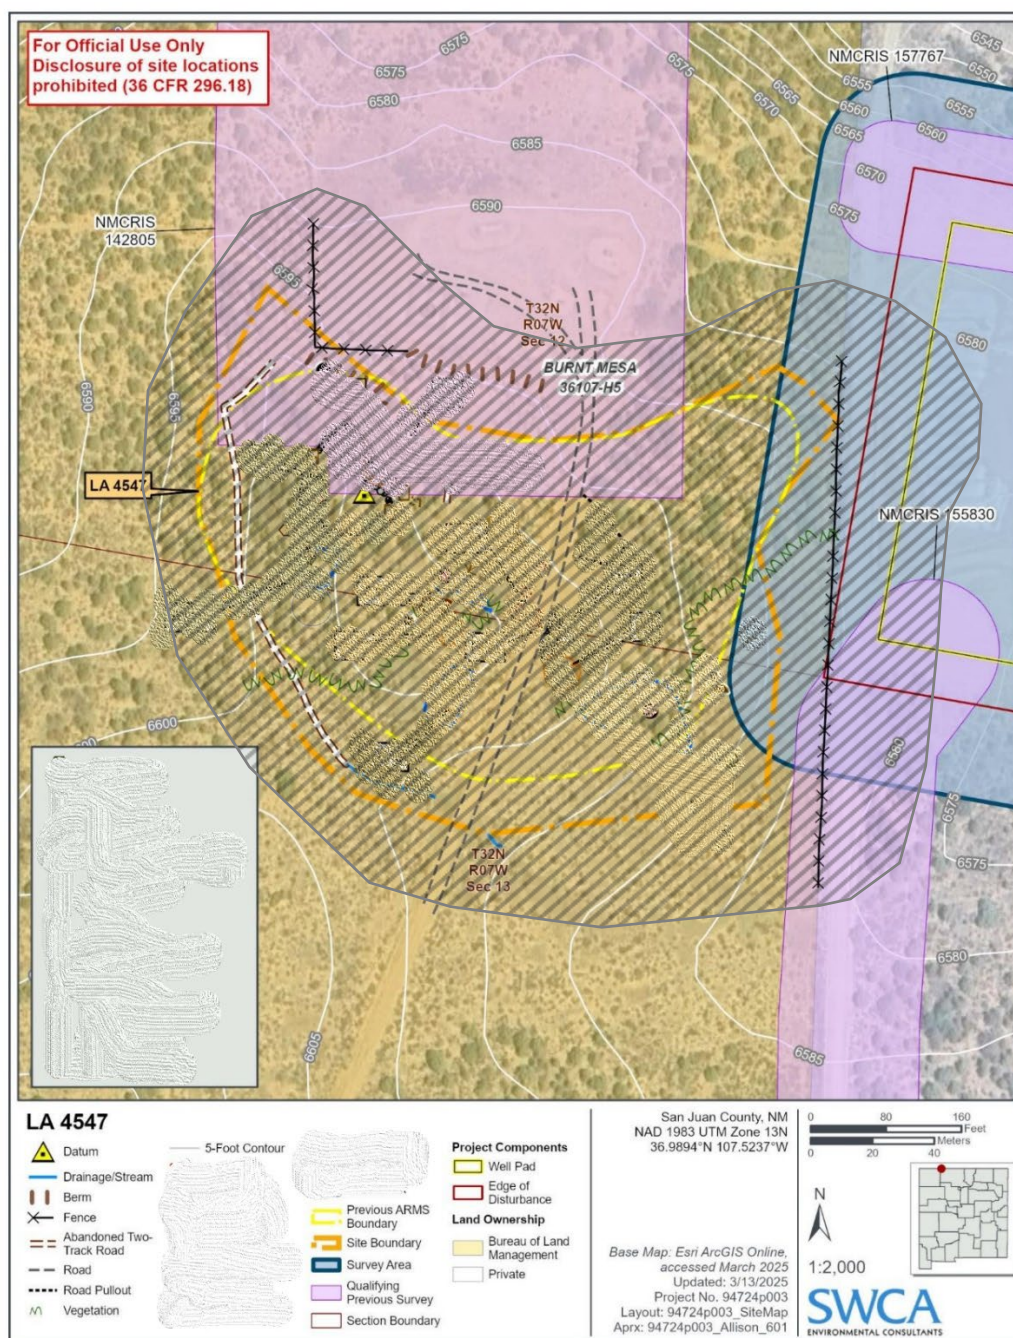 For Official Use Only
Disclosure of site locations
prohibited (36 CFR 296.18)
6575
6575
6580
6575
6585
6590
NMCRIS 157767
6545
6550
6555
6555
6560
6560
6565
6565
6570
6570
6575
6580
NMCRIS
142805
6595
6590
6595
T32N
R07W
Sec 12
BURNT MESA
36107-H5
LA 4547
NMCRIS 155830
6600
6580
6575
6575
T32N
R07W
Sec 13
6580
6585
6605
LA 4547
Datum
Drainage/Stream
Berm
Fence
Abandoned Two-
Track Road
Road
Road Pullout
Vegetation
5-Foot Contour
Previous ARMS
Boundary
Site Boundary
Survey Area
Qualifying
Previous Survey
Section Boundary
Project Components
Well Pad
Edge of
Disturbance
Land Ownership
Bureau of Land
Management
Private
San Juan County, NM
NAD 1983 UTM Zone 13N
36.9894°N 107.5237°W
Base Map: Esri ArcGIS Online,
accessed March 2025
Updated: 3/13/2025
Project No. 94724p003
Layout: 94724p003_SiteMap
Aprx: 94724p003_Allison_601
0 80 160
Feet
Meters
0 20 40
N
1:2,000
SWCA
ENVIRONMENTAL CONSULTANTS